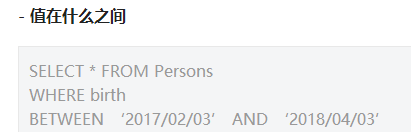 - 值在什么之间
SELECT * FROM Persons
WHERE birth
BETWEEN ‘2017/02/03’ AND ‘2018/04/03’